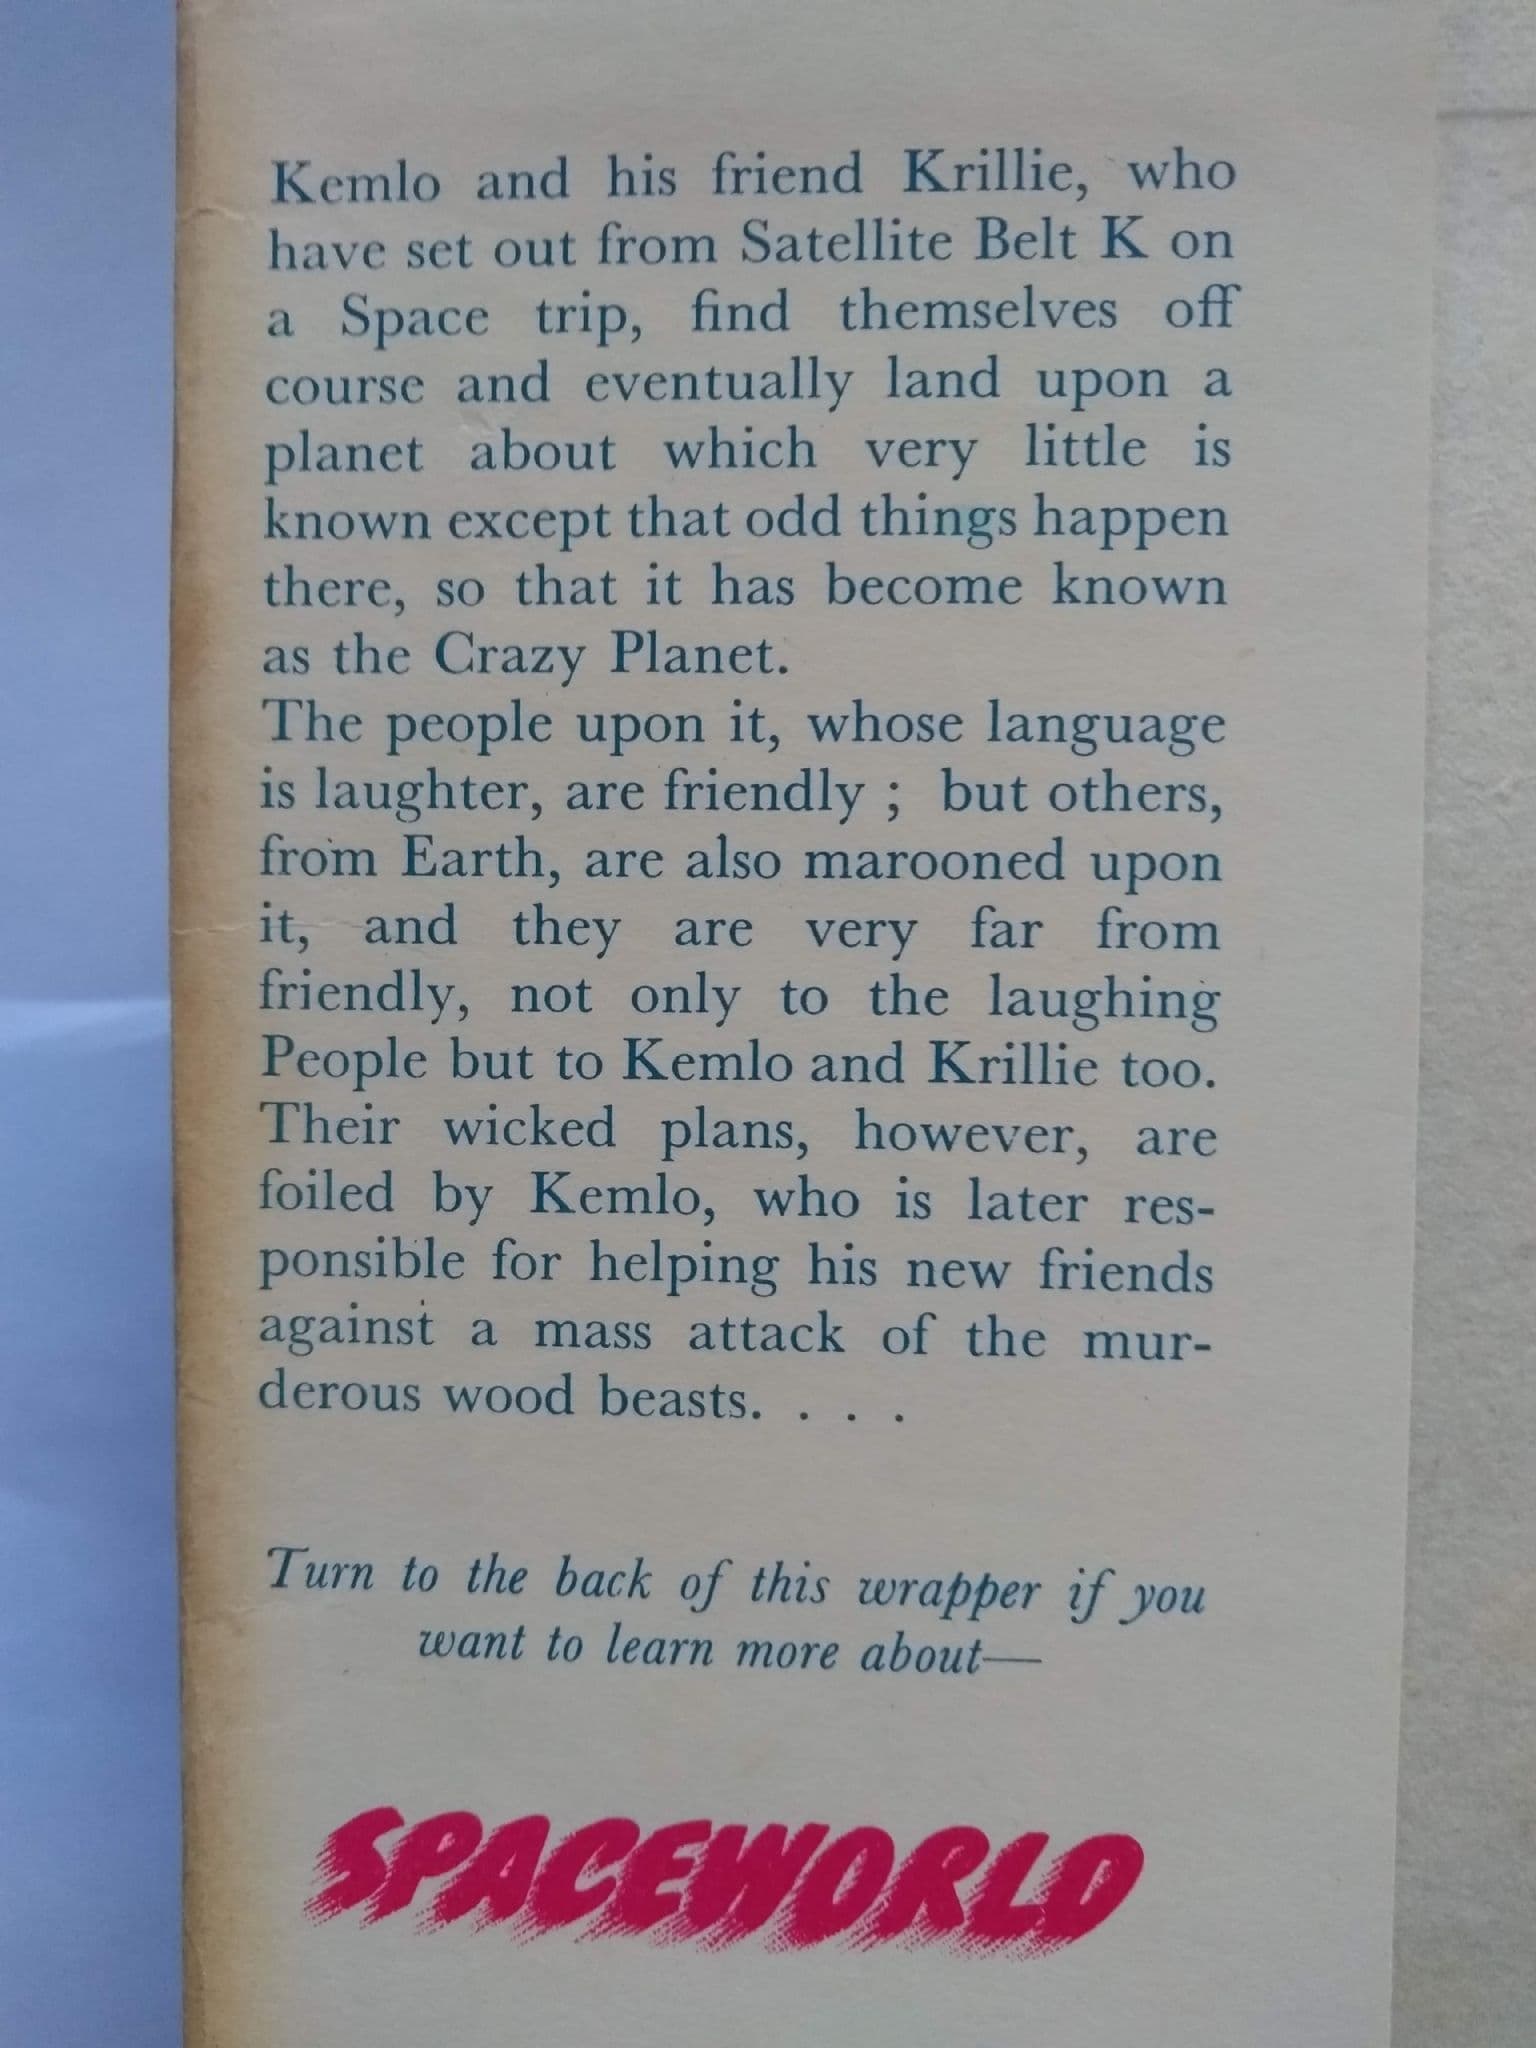 Kemlo and his friend Krillie, who
have set out from Satellite Belt K on
a Space trip, find themselves off
course and eventually land upon a
planet about which very little is
known except that odd things happen
there, so that it has become known
as the Crazy Planet.
The people upon it, whose language
is laughter, are friendly ; but others,
from Earth, are also marooned upon
it, and they are very far from
friendly, not only to the laughing
People but to Kemlo and Krillie too.
Their wicked plans, however, are
foiled by Kemlo, who is later res-
ponsible for helping his new friends
against a mass attack of the mur-
derous wood beasts. . . .
Turn to the back of this wrapper if you
want to learn more about—
SPACEWORLD